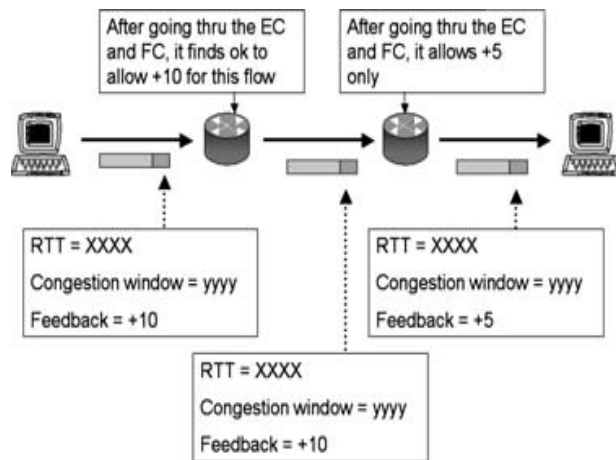 After going thru the EC
and FC, it finds ok to
allow +10 for this flow
After going thru the EC
and FC, it allows +5
only
RTT = XXXX
Congestion window = yyyy
Feedback = +10
RTT = XXXX
Congestion window = yyyy
Feedback = +5
RTT = XXXX
Congestion window = yyyy
Feedback = +10